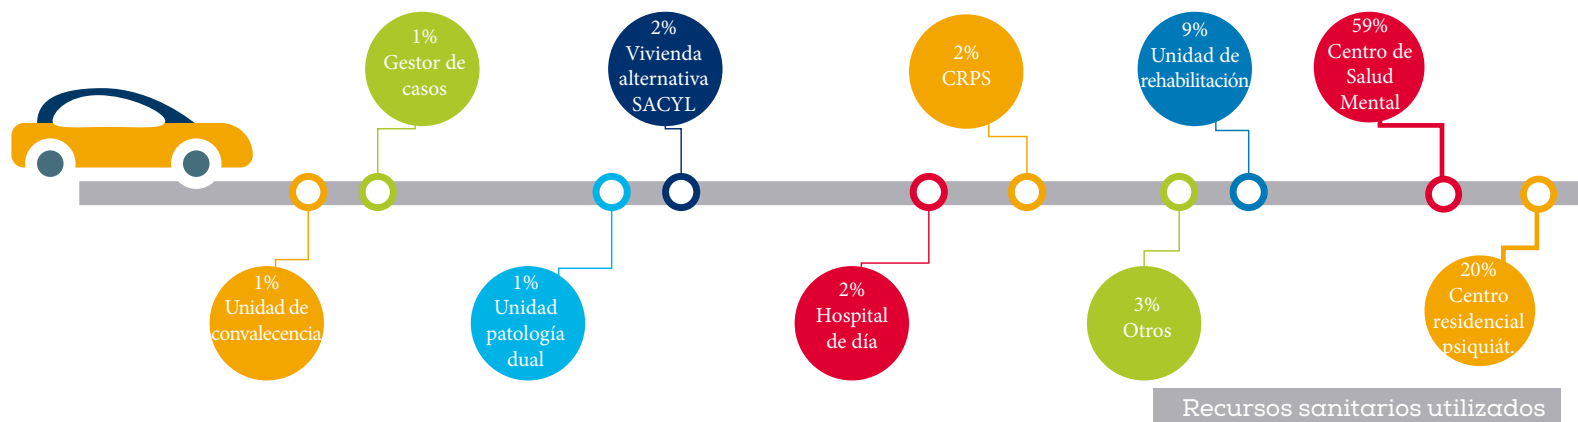 1%
Gestor de
casos
2%
Vivienda
alternativa
SACYL
2%
CRPS
9%
Unidad de
rehabilitación
59%
Centro de
Salud
Mental
1%
Unidad de
convalecencia
1%
Unidad
patología
dual
2%
Hospital
de día
3%
Otros
20%
Centro
residencial
psiquiát.
Recursos sanitarios utilizados